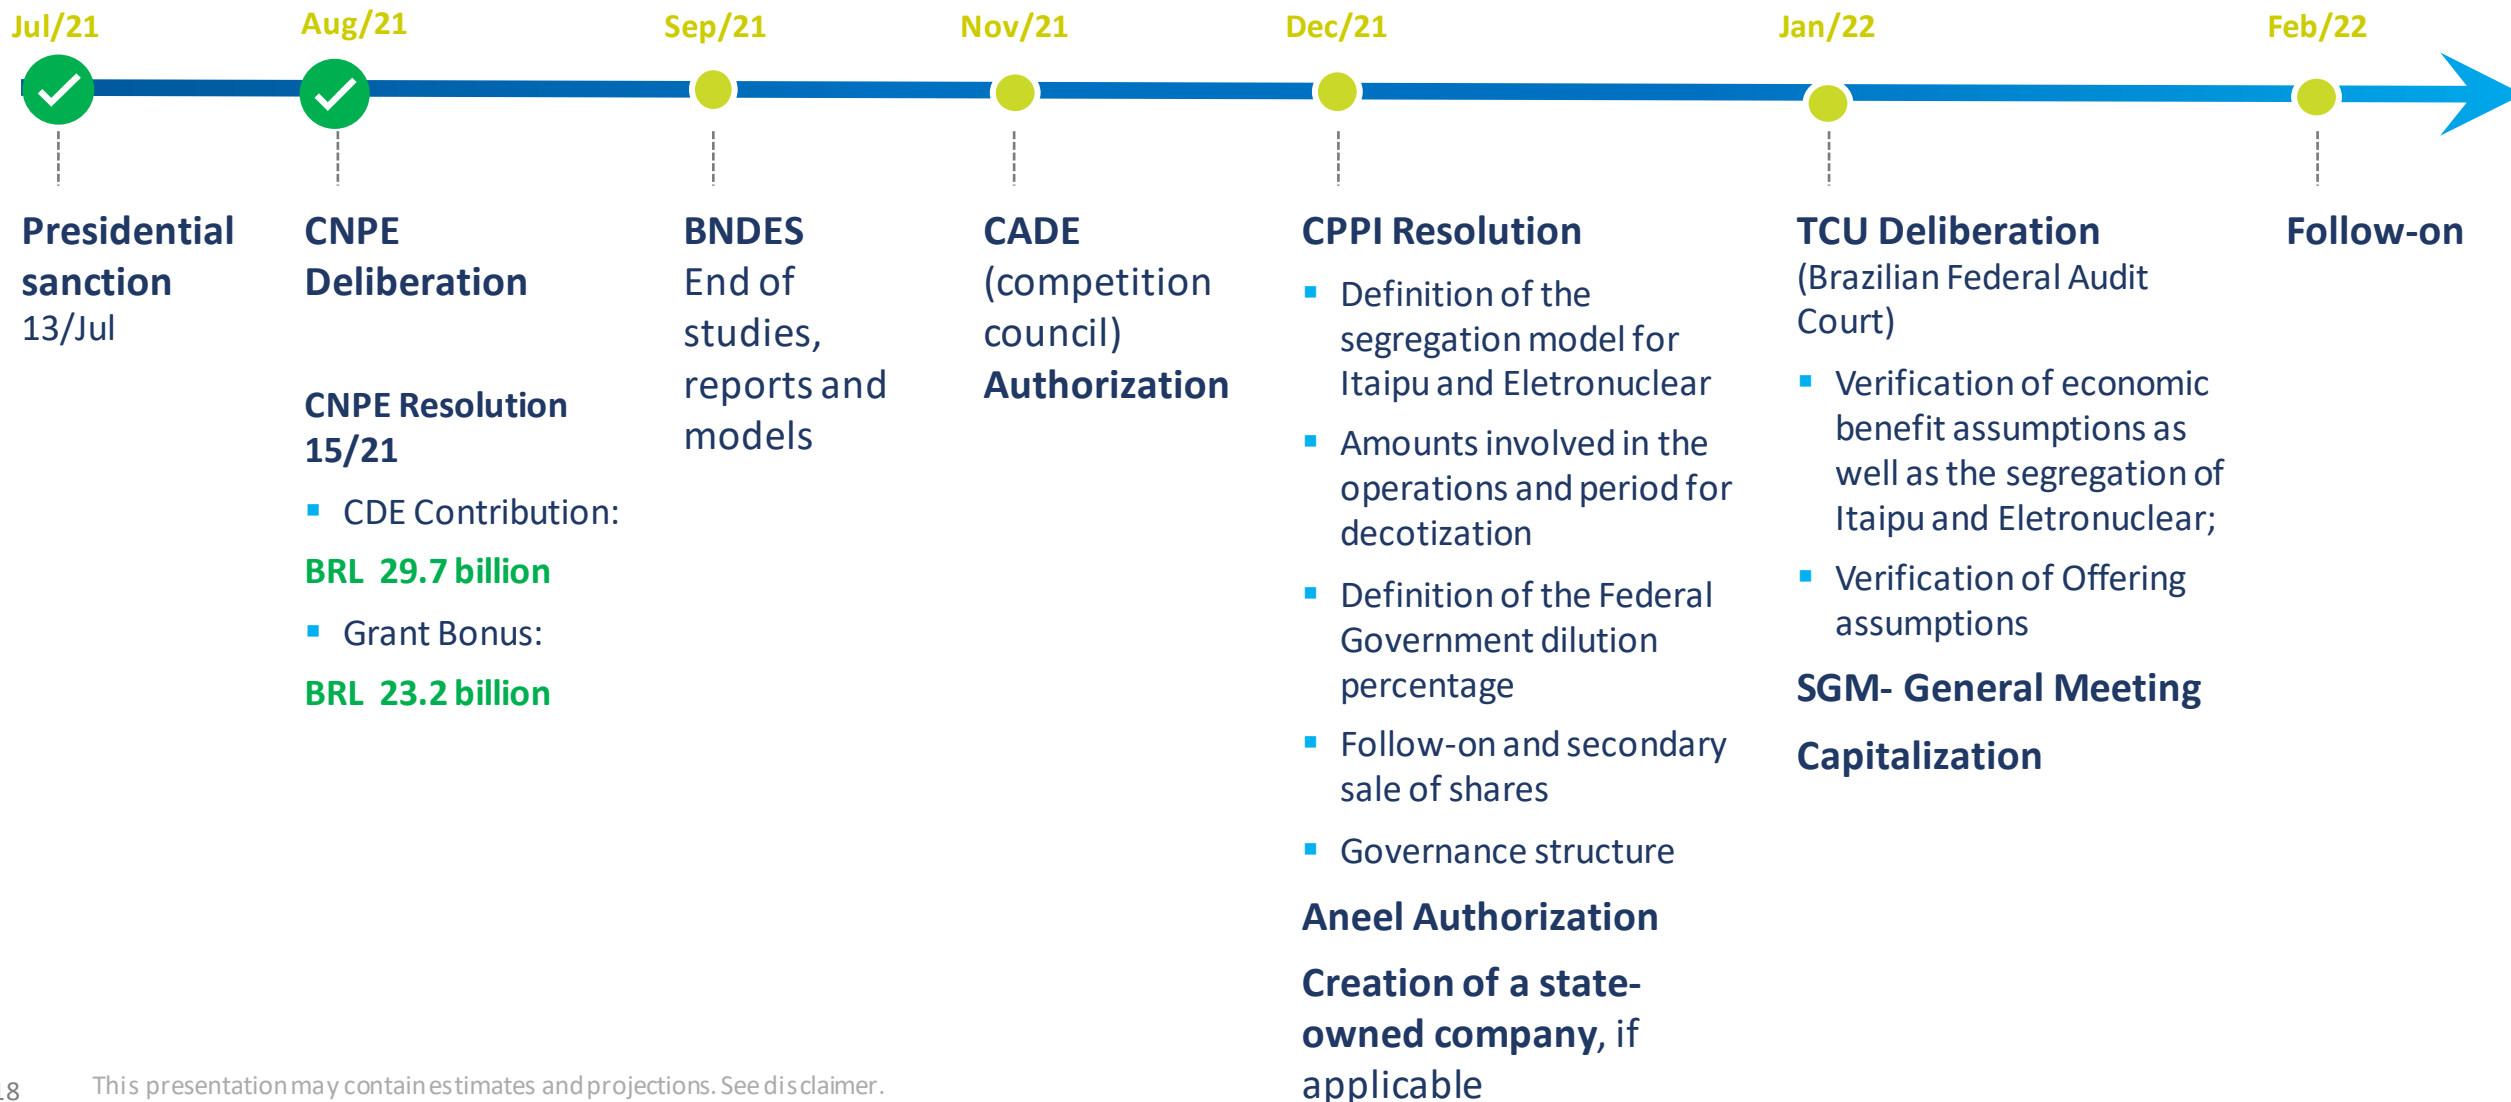 Jul/21
Aug/21
Sep/21
Nov/21
Dec/21
Jan/22
Feb/22
Presidential
sanction
13/Jul
CNPE
Deliberation
CNPE Resolution
15/21
CDE Contribution:
BRL 29.7 billion
Grant Bonus:
BRL 23.2 billion
BNDES
End of
studies,
reports and
models
CADE
(competition
council)
Authorization
CPPI Resolution
Definition of the
segregation model for
Itaipu and Eletronuclear
Amounts involved in the
operations and period for
decotization
Definition of the Federal
Government dilution
percentage
Follow-on and secondary
sale of shares
Governance structure
Aneel Authorization
Creation of a state-
owned company, if
applicable
TCU Deliberation
(Brazilian Federal Audit
Court)
Verification of economic
benefit assumptions as
well as the segregation of
Itaipu and Eletronuclear;
Verification of Offering
assumptions
SGM- General Meeting
Capitalization
Follow-on
18
This presentation may contain estimates and projections. See disclaimer.